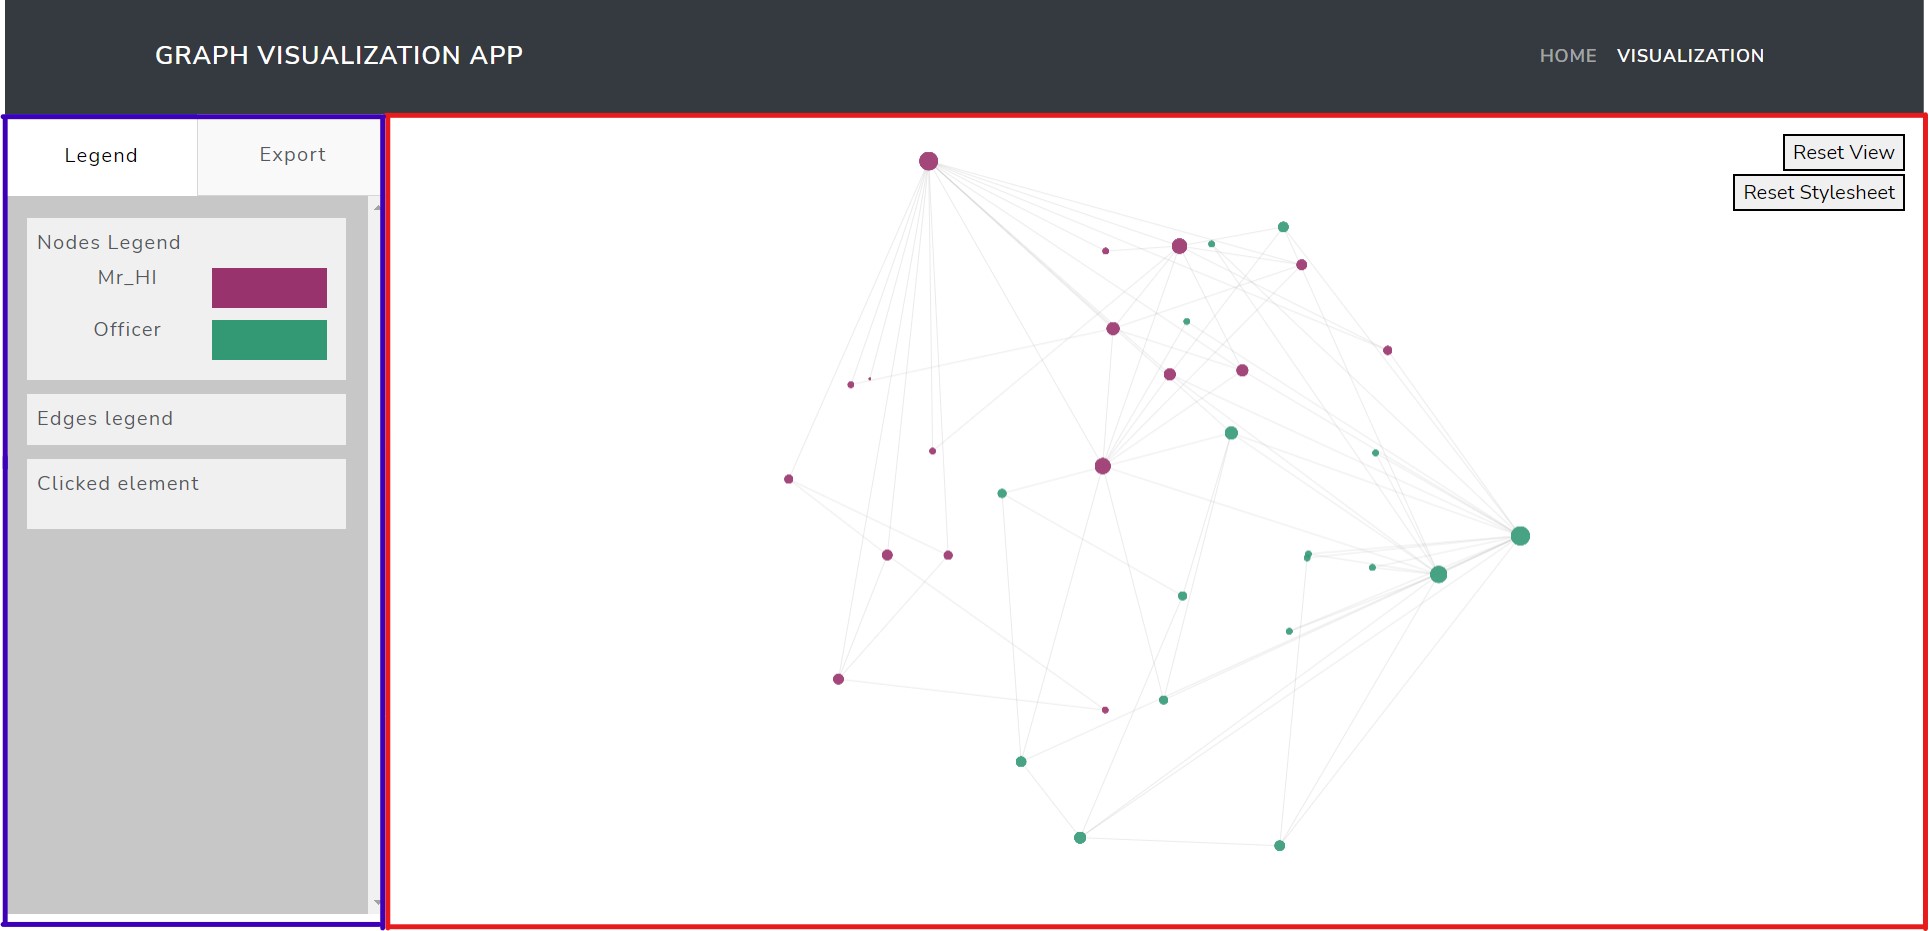 GRAPH VISUALIZATION APP
HOME VISUALIZATION
Legend Export
Reset View
Reset Stylesheet
Nodes Legend
Mr_HI
Officer
Edges legend
Clicked element